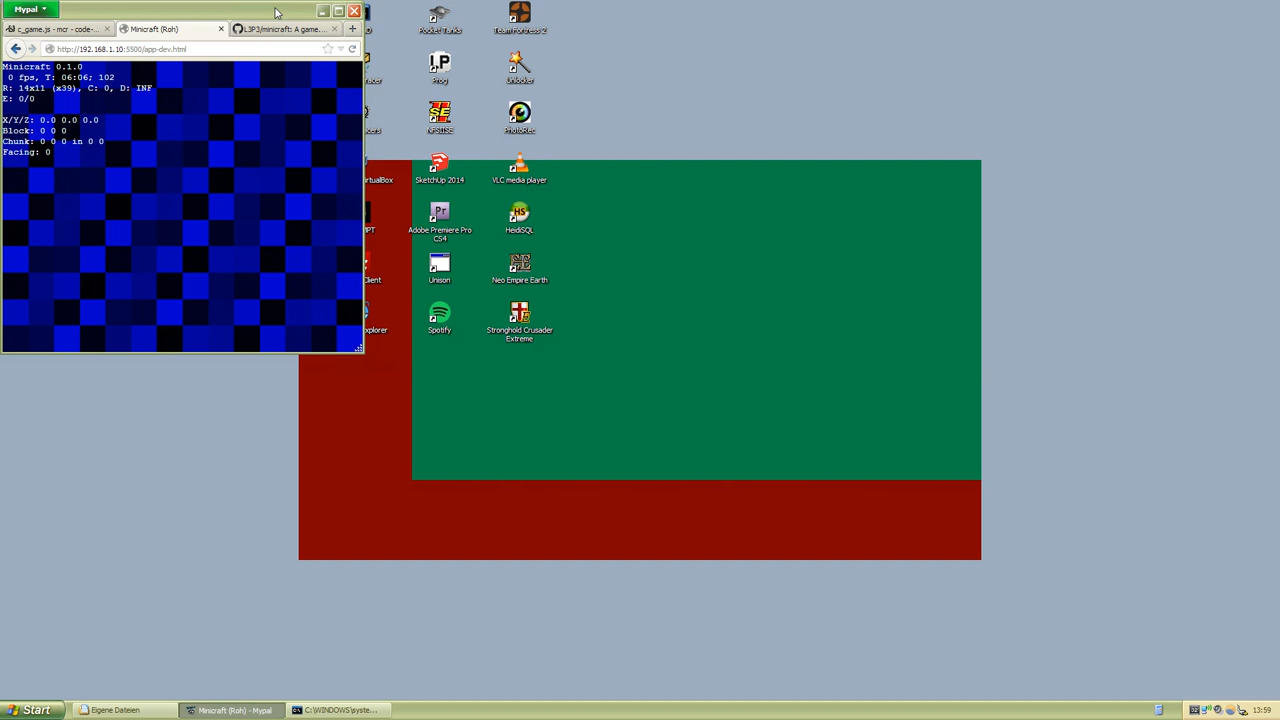 Mypal
c_game.js - mcr - code-...
Minicraft (Roh)
L3P3/minicraft: A game....
http://192.168.1.10:5500/app-dev.html
Minicraft 0.1.0
0 fps, T: 06:06; 102
R: 14x11 (x39), C: 0, D: INF
E: 0/0
X/Y/Z: 0.0 0.0 0.0
Block: 0 0 0
Chunk: 0 0 0 in 0 0
Facing: 0
Pocket Tanks
Team Fortress 2
Prog
Unlocker
NFSIISE
PhotoRec
SketchUp 2014
VLC media player
Adobe Premiere Pro
CS4
HeidiSQL
Unison
Neo Empire Earth
Spotify
Stronghold Crusader
Extreme
Start
Eigene Dateien
Minicraft (Roh) - Mypal
C:\WINDOWS\syste...
13:59